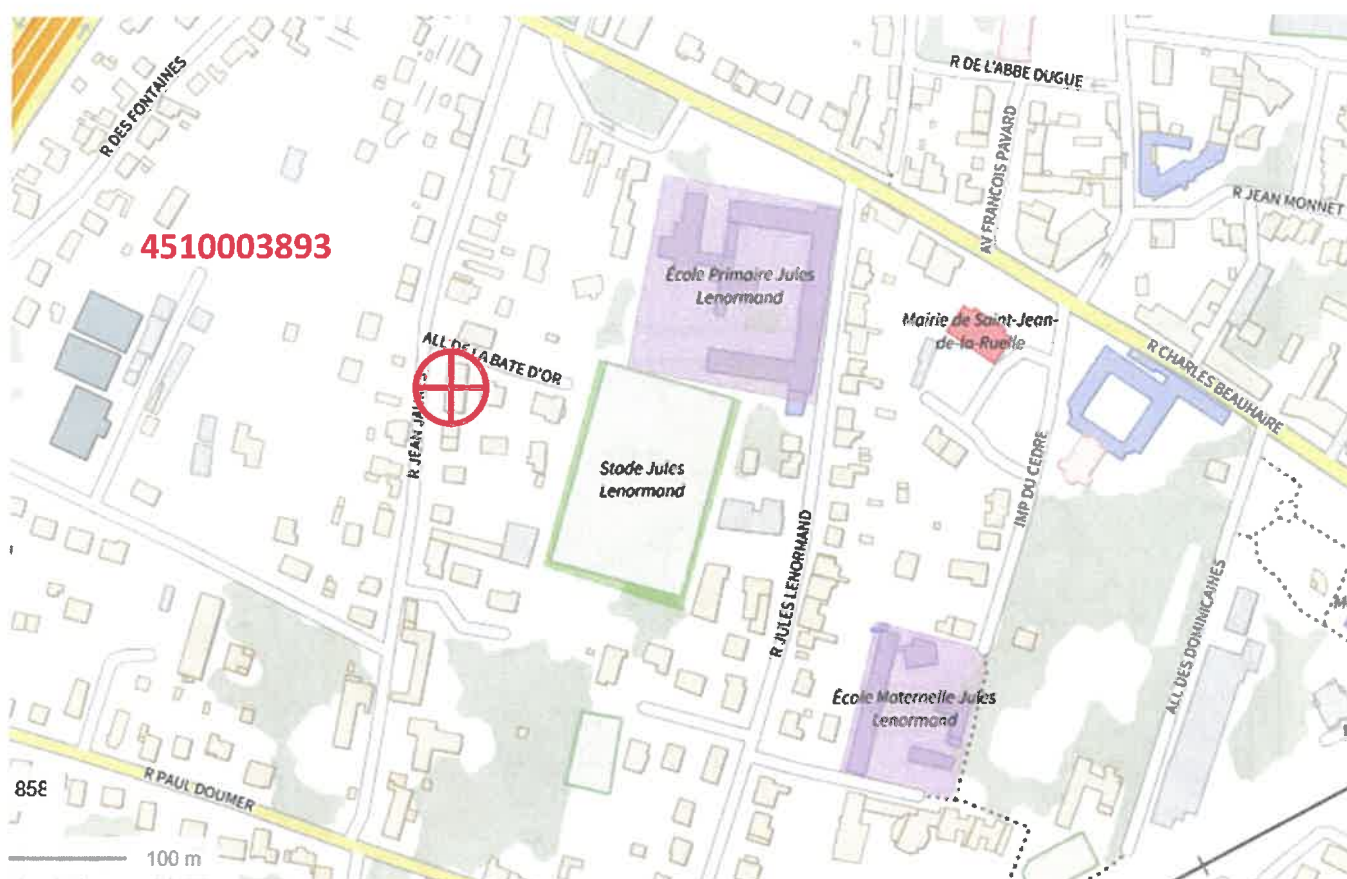 R DES FONTAINES
R DE L'ABBE DUGUE
AV FRANCOIS PAVARD
R JEAN MONNET
4510003893
École Primaire Jules
Lenormand
Mairie de Saint-Jean-
de-la-Ruelle
ALL DE LA BATE D'OR
R CHARLES BEAUHAIRE
R JEAN
Stade Jules
Lenormand
IMP DU CEDRE
R JULES LENORMAND
ALL DES DOMINICAINES
École Maternelle Jules
Lenormand
R PAUL DOUMER
858
100 m